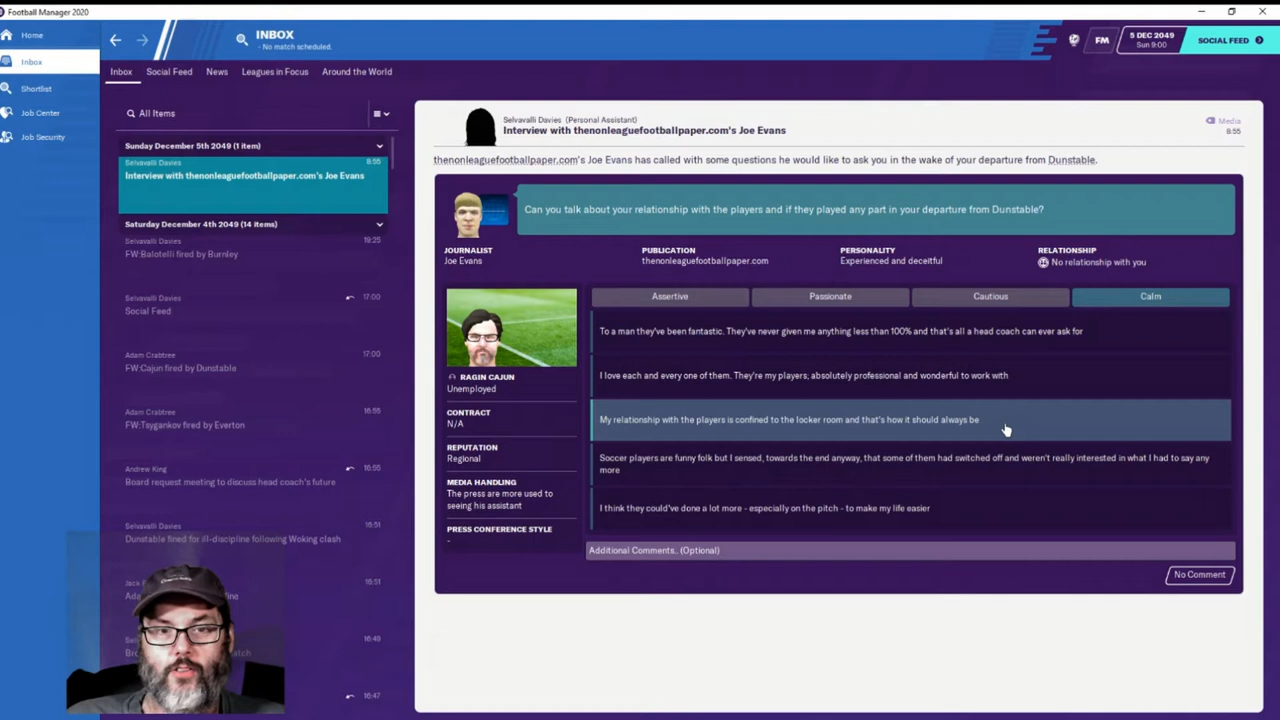 Football Manager 2020
Home
Inbox
Shortlist
Job Center
Job Security
INBOX
- No match scheduled.
FM
5 DEC 2049
Sun 9:00
SOCIAL FEED
Inbox
Social Feed
News
Leagues in Focus
Around the World
All Items
Sunday December 5th 2049 (1 item)
Selvavalli Davies
8:55
Interview with thenonleaguefootballpaper.com's Joe Evans
Saturday December 4th 2049 (14 items)
Selvavalli Davies
19:25
FW:Balotelli fired by Burnley
Selvavalli Davies
17:00
Social Feed
Adam Crabtree
17:00
FW:Cajun fired by Dunstable
Adam Crabtree
16:55
FW:Tsygankov fired by Everton
Andrew King
16:55
Board request meeting to discuss head coach's future
Selvavalli Davies
16:51
Dunstable fined for ill-discipline following Woking clash
16:51
16:49
16:47
Selvavalli Davies (Personal Assistant)
Interview with thenonleaguefootballpaper.com's Joe Evans
Media
8:55
thenonleaguefootballpaper.com's Joe Evans has called with some questions he would like to ask you in the wake of your departure from Dunstable.
Can you talk about your relationship with the players and if they played any part in your departure from Dunstable?
JOURNALIST
Joe Evans
PUBLICATION
thenonleaguefootballpaper.com
PERSONALITY
Experienced and deceitful
RELATIONSHIP
No relationship with you
RAGIN CAJUN
Unemployed
CONTRACT
N/A
REPUTATION
Regional
MEDIA HANDLING
The press are more used to
seeing his assistant
PRESS CONFERENCE STYLE
-
Assertive
Passionate
Cautious
Calm
To a man they've been fantastic. They've never given me anything less than 100% and that's all a head coach can ever ask for
I love each and every one of them. They're my players; absolutely professional and wonderful to work with
My relationship with the players is confined to the locker room and that's how it should always be
Soccer players are funny folk but I sensed, towards the end anyway, that some of them had switched off and weren't really interested in what I had to say any
more
I think they could've done a lot more - especially on the pitch - to make my life easier
Additional Comments.. (Optional)
No Comment